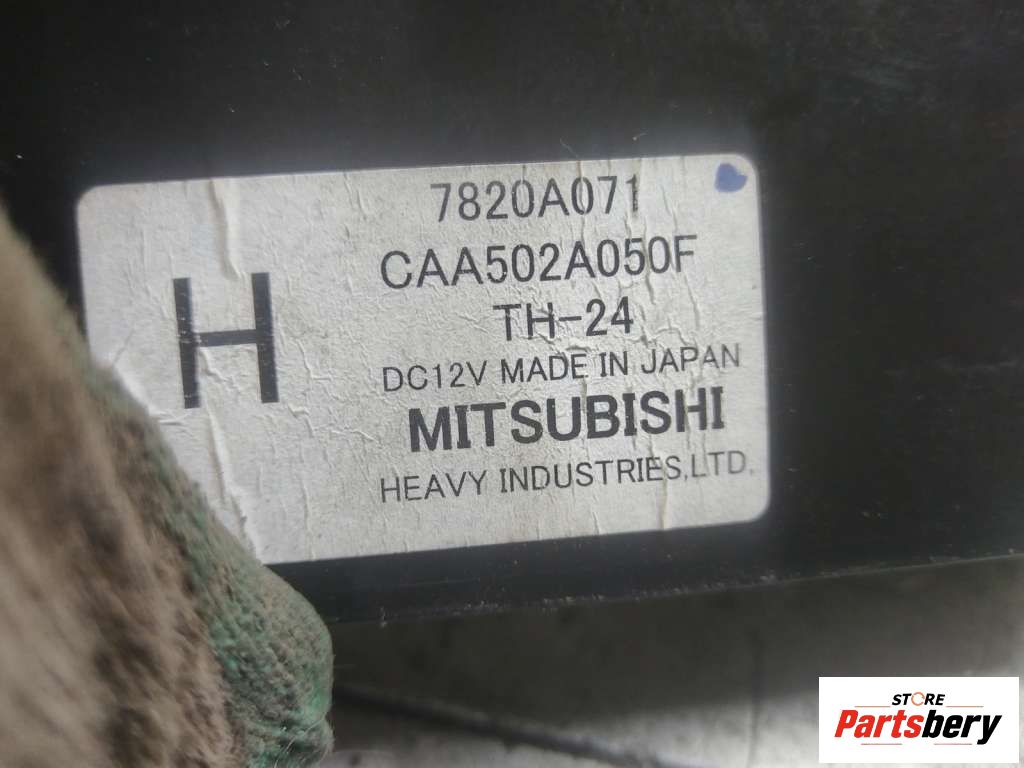 7820A071
CAA502A050F
H
TH-24
DC12V MADE IN JAPAN
MITSUBISHI
HEAVY INDUSTRIES,LTD.
STORE
Partsbery